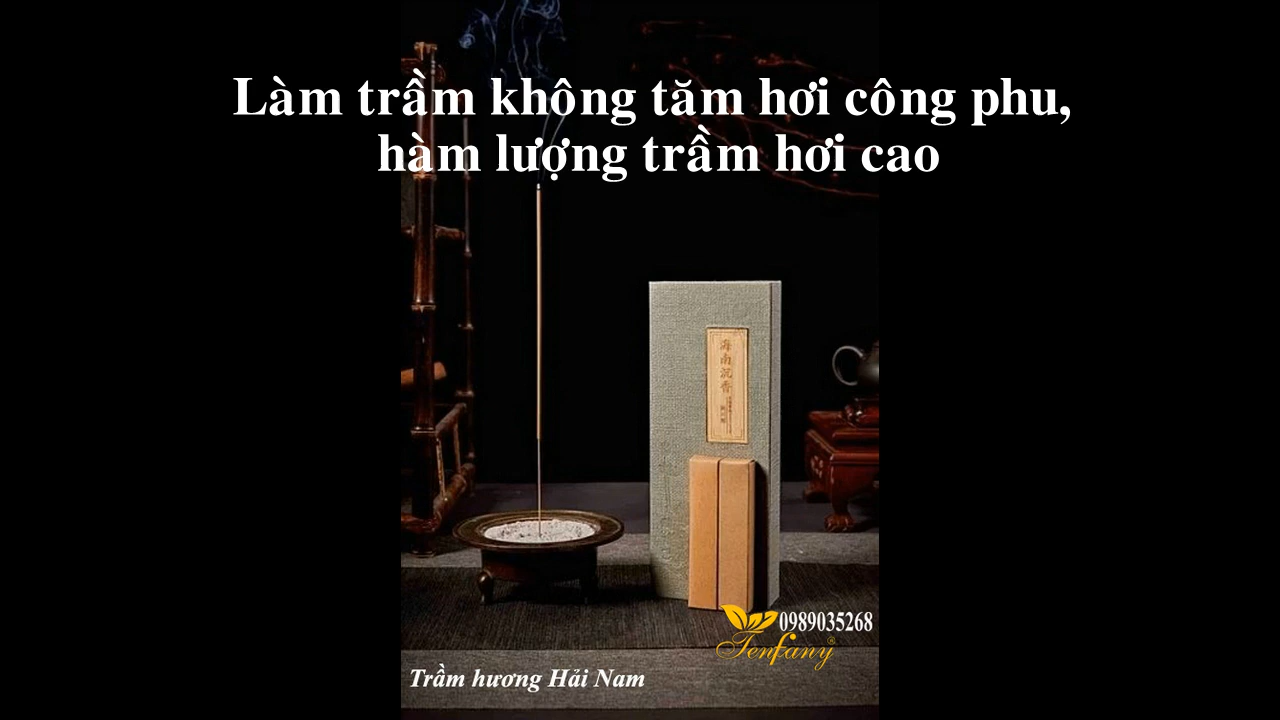 Làm trầm không tăm hơi công phu,
hàm lượng trầm hơi cao
海南沉香
0989035268
Tenfany
Trầm hương Hải Nam